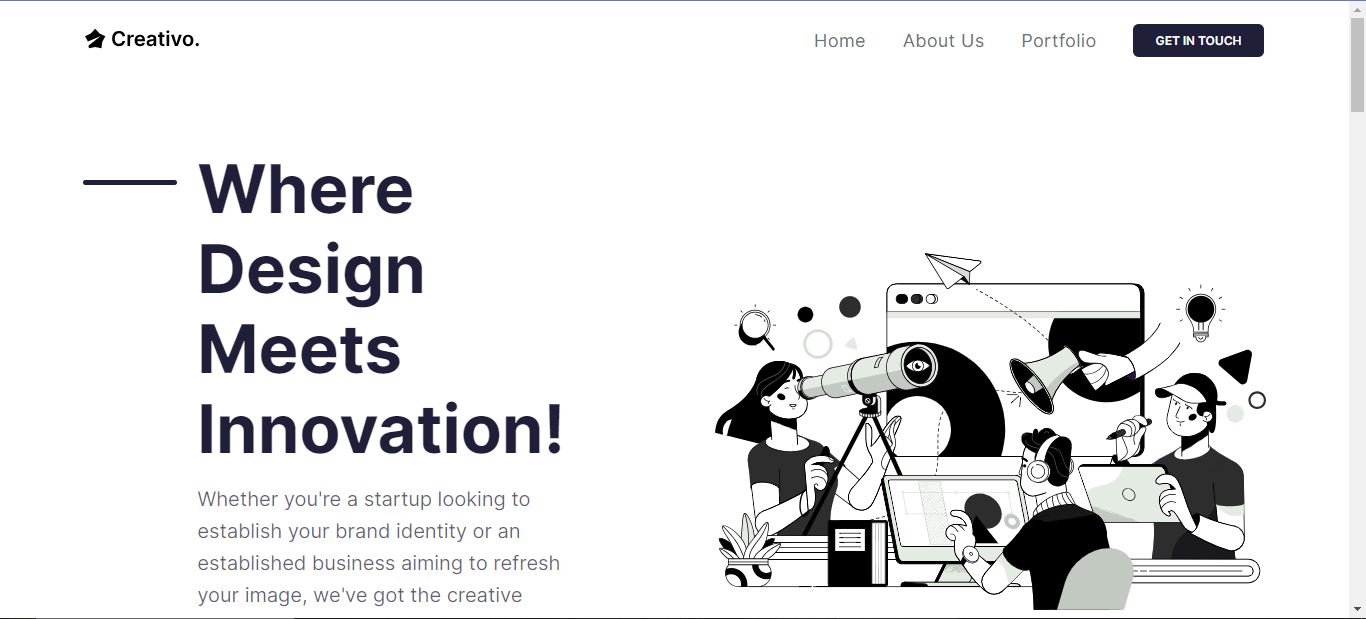 Creativo.
Home About Us Portfolio GET IN TOUCH
Where
Design
Meets
Innovation!
Whether you're a startup looking to
establish your brand identity or an
established business aiming to refresh
your image, we've got the creative